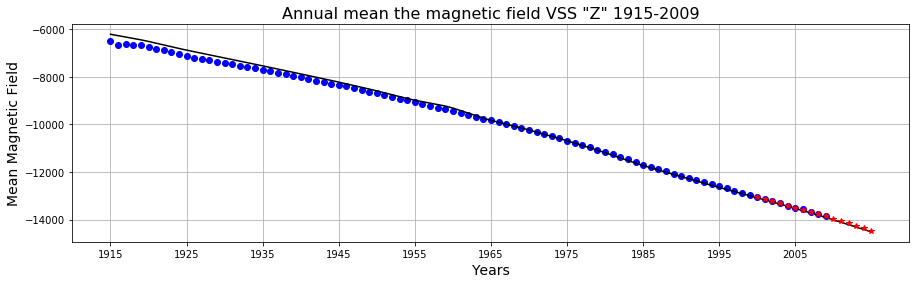 Annual mean the magnetic field VSS "Z" 1915-2009
Mean Magnetic Field
−6000
−8000
−10000
−12000
−14000
1915 1925 1935 1945 1955 1965 1975 1985 1995 2005
Years